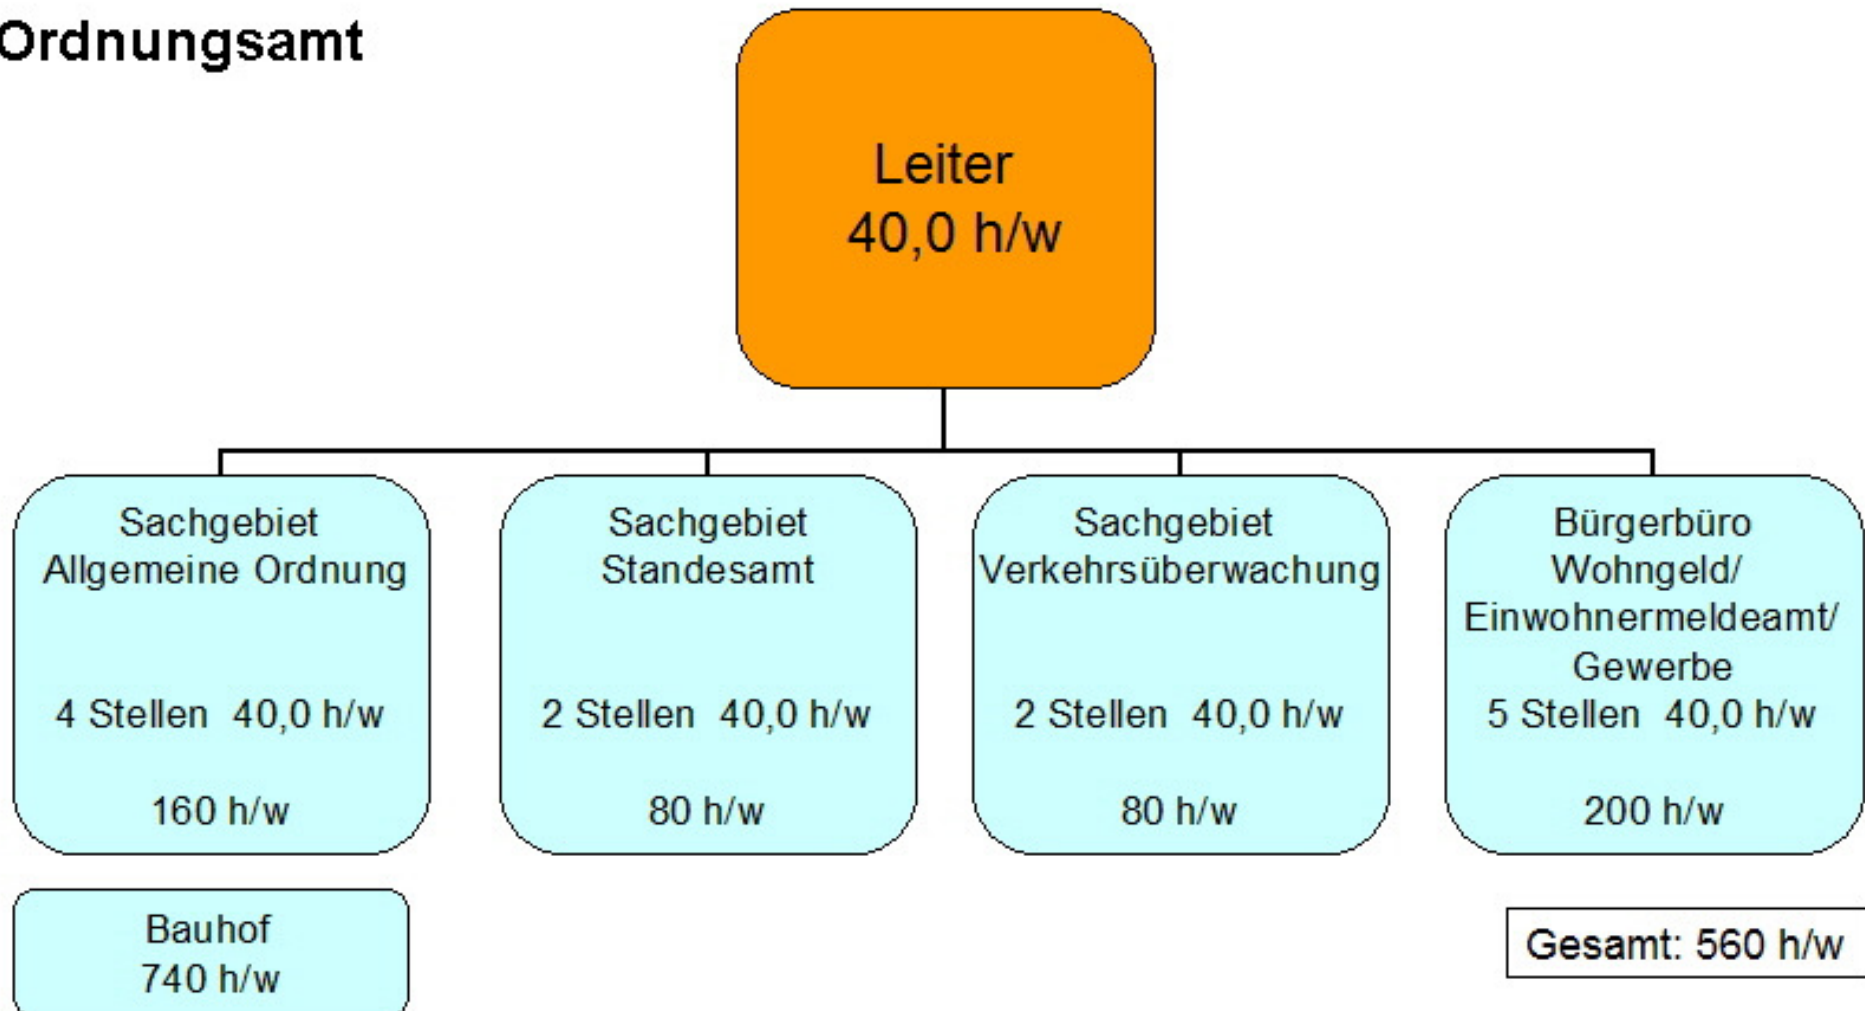 Ordnungsamt
Leiter
40,0 h/w
Sachgebiet
Allgemeine Ordnung
4 Stellen 40,0 h/w
160 h/w
Sachgebiet
Standesamt
2 Stellen 40,0 h/w
80 h/w
Sachgebiet
Verkehrsüberwachung
2 Stellen 40,0 h/w
80 h/w
Bürgerbüro
Wohngeld/
Einwohnermeldeamt/
Gewerbe
5 Stellen 40,0 h/w
200 h/w
Bauhof
740 h/w
Gesamt: 560 h/w